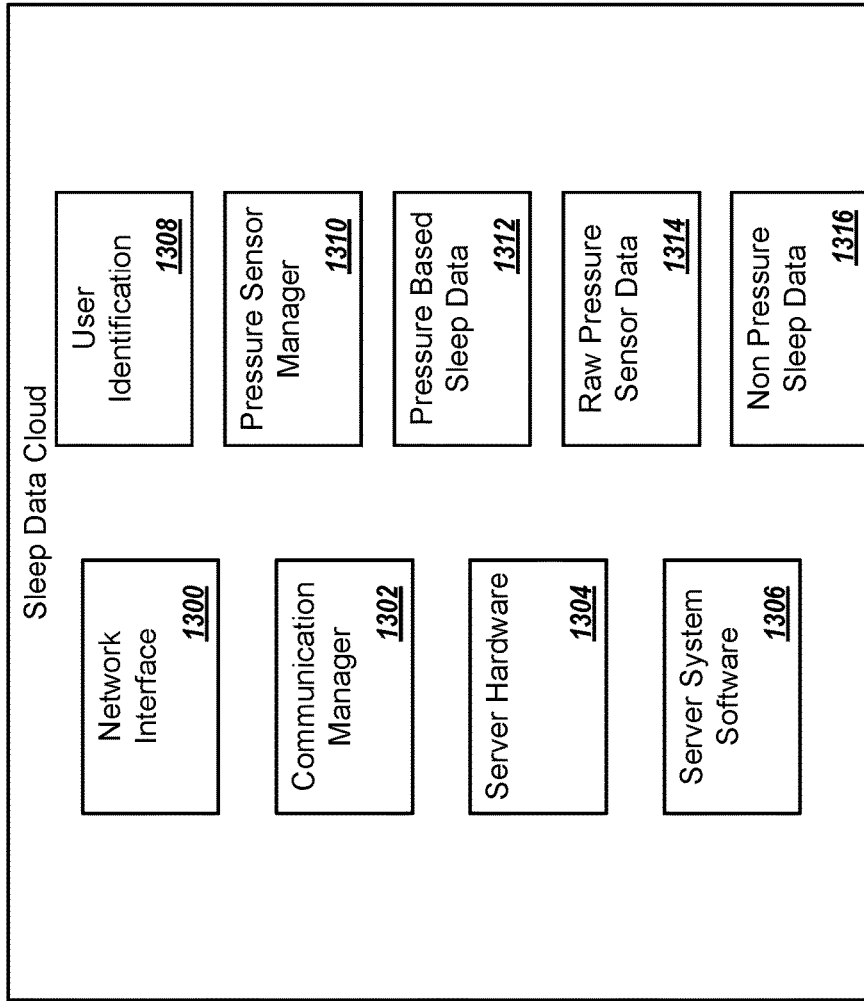 Sleep Data Cloud
Network
Interface
1300
Communication
Manager
1302
Server Hardware
1304
Server System
Software
1306
User
Identification
1308
Pressure Sensor
Manager
1310
Pressure Based
Sleep Data
1312
Raw Pressure
Sensor Data
1314
Non Pressure
Sleep Data
1316